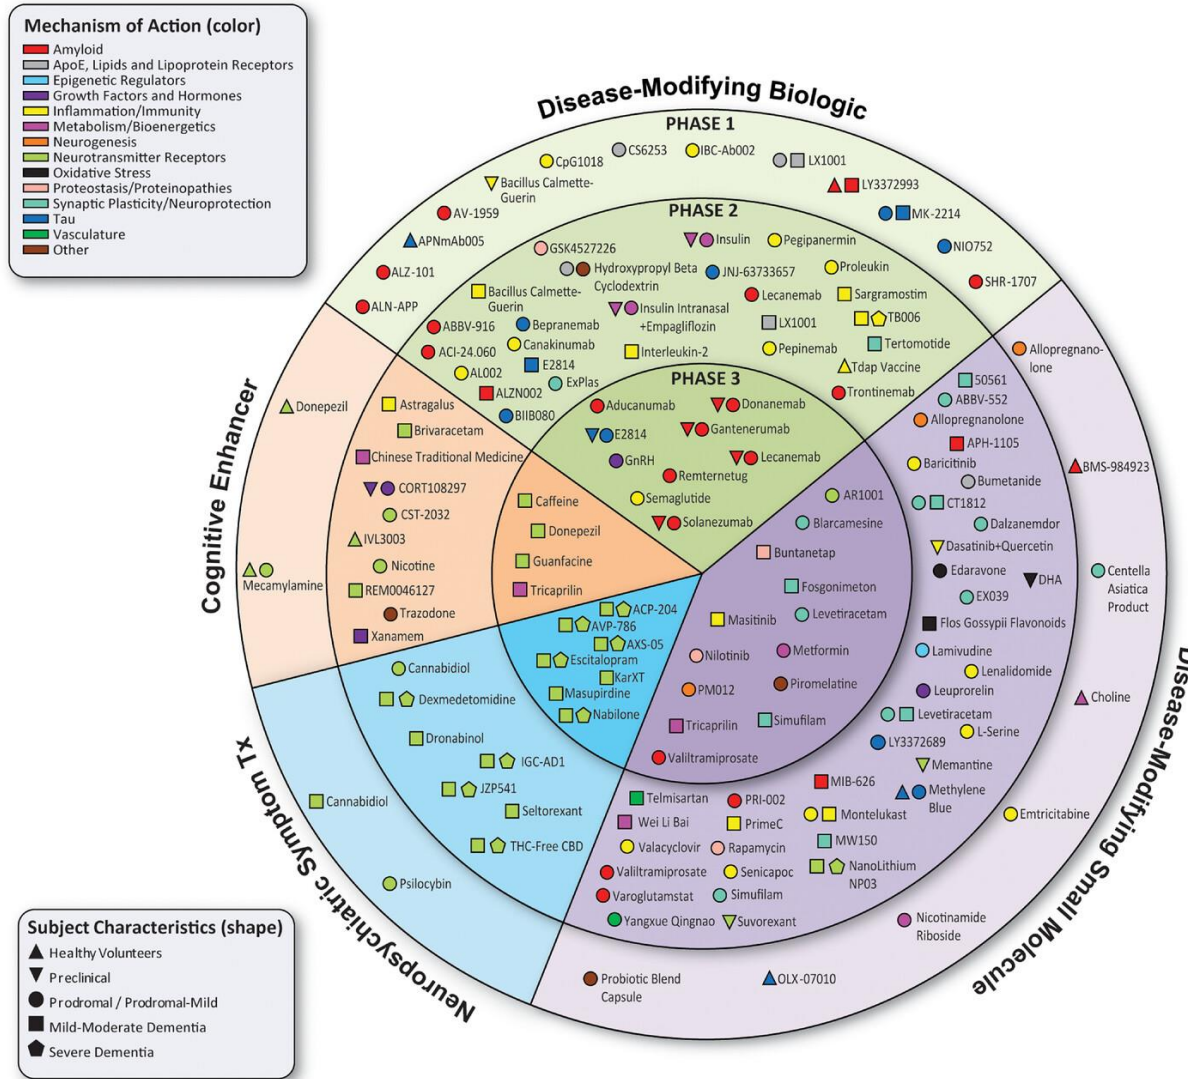 Mechanism of Action (color)
Amyloid
ApoE, Lipids and Lipoprotein Receptors
Epigenetic Regulators
Growth Factors and Hormones
Inflammation/Immunity
Metabolism/Bioenergetics
Neurogenesis
Neurotransmitter Receptors
Oxidative Stress
Proteostasis/Proteinopathies
Synaptic Plasticity/Neuroprotection
Tau
Vasculature
Other
Disease-Modifying Biologic
PHASE 1
CS6253
IBC-Ab002
CpG1018
LX1001
Bacillus Calmette-
Guerin
LY3372993
AV-1959
MK-2214
APNmAb005
NIO752
ALZ-101
SHR-1707
ALN-APP
PHASE 2
GSK4527226
Insulin
Pegipanermin
Hydroxypropyl Beta
Cyclodextrin
JNJ-63733657
Proleukin
Bacillus Calmette-
Guerin
Lecanemab
Sargramostim
Insulin Intranasal
+Empagliflozin
TB006
ABBV-916
Bepranemab
LX1001
Tertomotide
ACI-24.060
Canakinumab
Interleukin-2
Pepinemab
E2814
Tdap Vaccine
AL002
ExPlas
ALZN002
Trontinemab
BIIB080
PHASE 3
Aducanumab
Donanemab
E2814
Gantenerumab
GnRH
Lecanemab
Remternetug
Semaglutide
Solanezumab
Cognitive Enhancer
Donepezil
Mecamylamine
Astragalus
Brivaracetam
Chinese Traditional Medicine
CORT108297
CST-2032
IVL3003
Nicotine
REM0046127
Trazodone
Xanamem
Caffeine
Donepezil
Guanfacine
Tricaprilin
Neuropsychiatric Symptom Tx
ACP-204
AVP-786
AXS-05
Escitalopram
KarXT
Masupirdine
Nabilone
Cannabidiol
Dexmedetomidine
Dronabinol
IGC-AD1
JZP541
Seltorexant
THC-Free CBD
Cannabidiol
Psilocybin
Disease-Modifying Small Molecule
AR1001
Blarcamesine
Buntanetap
Fosgonimeton
Levetiracetam
Masitinib
Metformin
Nilotinib
Piromelatine
PM012
Simufilam
Tricaprilin
Valiltramiprosate
50561
ABBV-552
Allopregnanolone
APH-1105
Baricitinib
Bumetanide
CT1812
Dalzanemdor
Dasatinib+Quercetin
Edaravone
DHA
EX039
Flos Gossypii Flavonoids
Lamivudine
Lenalidomide
Leuprorelin
Levetiracetam
L-Serine
LY3372689
Memantine
MIB-626
Methylene
Blue
Montelukast
MW150
NanoLithium
NP03
Telmisartan
PRI-002
Wei Li Bai
PrimeC
Valacyclovir
Rapamycin
Valiltramiprosate
Senicapoc
Varoglutamstat
Simufilam
Yangxue Qingnao
Suvorexant
Allopregnano-
lone
BMS-984923
Centella
Asiatica
Product
Choline
Emtricitabine
Nicotinamide
Riboside
OLX-07010
Probiotic Blend
Capsule
Subject Characteristics (shape)
Healthy Volunteers
Preclinical
Prodromal / Prodromal-Mild
Mild-Moderate Dementia
Severe Dementia